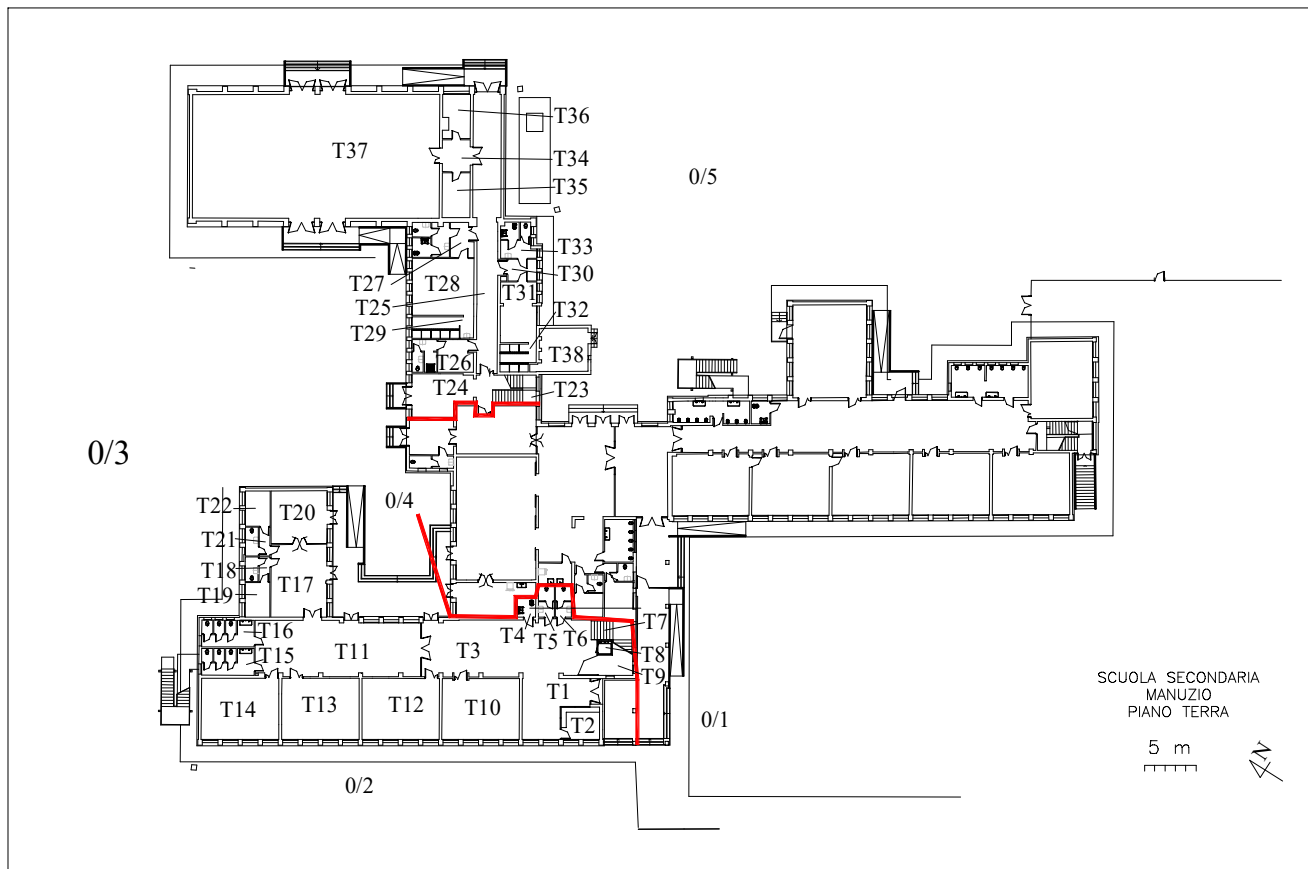 T36
T37
T34
0/5
T35
T33
T27
T28
T30
T25
T31
T32
T29
T38
T26
T24
T23
0/3
T22
T20
0/4
T21
T18
T17
T19
T7
T16
T4
T5
T6
T11
T3
T8
T15
T9
SCUOLA SECONDARIA
MANUZIO
PIANO TERRA
T1
T14
T13
T12
T10
T2
0/1
5 m
N
0/2